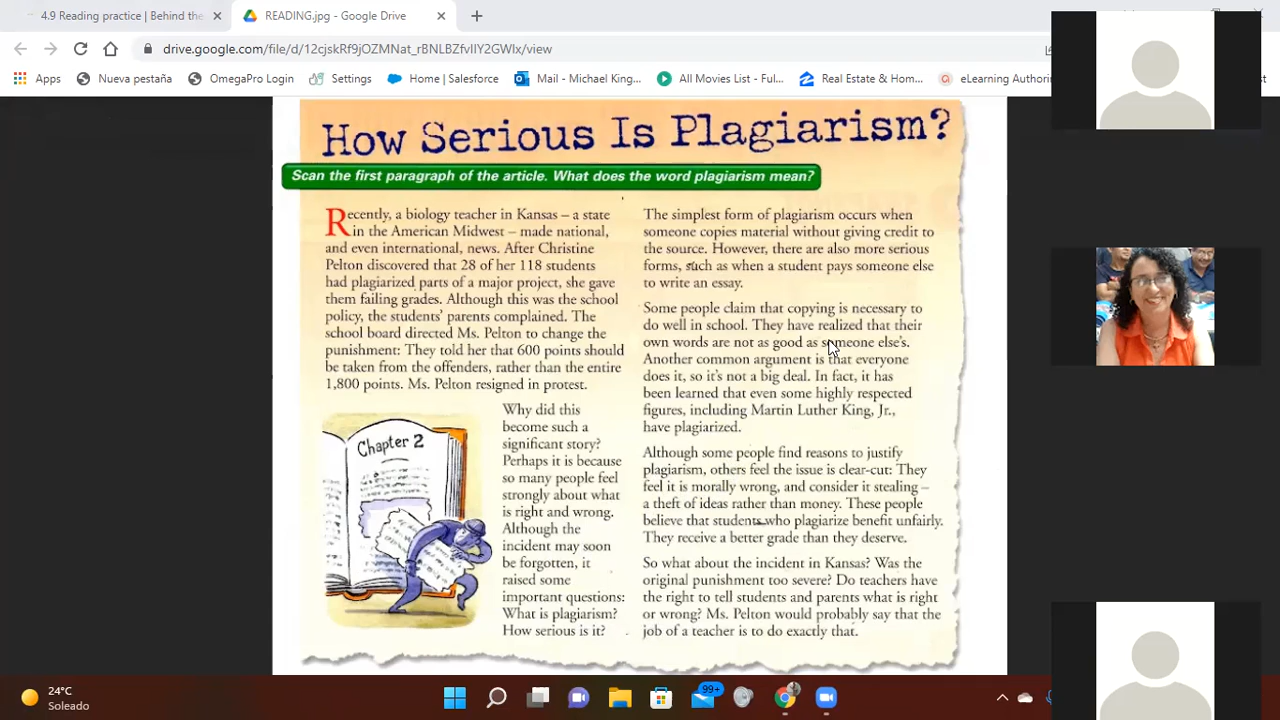 4.9 Reading practice | Behind the
READING.jpg - Google Drive
drive.google.com/file/d/12cjskRf9jOZMNat_rBNLBZfvIlY2GWIx/view
Apps
Nueva pestaña
OmegaPro Login
Settings
Home | Salesforce
Mail - Michael King...
All Movies List - Ful...
Real Estate & Hom...
eLearning Authorin
st
How Serious Is Plagiarism?
Scan the first paragraph of the article. What does the word plagiarism mean?
Recently, a biology teacher in Kansas – a state
in the American Midwest – made national,
and even international, news. After Christine
Pelton discovered that 28 of her 118 students
had plagiarized parts of a major project, she gave
them failing grades. Although this was the school
policy, the students' parents complained. The
school board directed Ms. Pelton to change the
punishment: They told her that 600 points should
be taken from the offenders, rather than the entire
1,800 points. Ms. Pelton resigned in protest.
Chapter 2
Why did this
become such a
significant story?
Perhaps it is because
so many people feel
strongly about what
is right and wrong.
Although the
incident may soon
be forgotten, it
raised some
important questions:
What is plagiarism?
How serious is it?
The simplest form of plagiarism occurs when
someone copies material without giving credit to
the source. However, there are also more serious
forms, such as when a student pays someone else
to write an essay.
Some people claim that copying is necessary to
do well in school. They have realized that their
own words are not as good as someone else's.
Another common argument is that everyone
does it, so it's not a big deal. In fact, it has
been learned that even some highly respected
figures, including Martin Luther King, Jr.,
have plagiarized.
Although some people find reasons to justify
plagiarism, others feel the issue is clear-cut: They
feel it is morally wrong, and consider it stealing –
a theft of ideas rather than money. These people
believe that students who plagiarize benefit unfairly.
They receive a better grade than they deserve.
So what about the incident in Kansas? Was the
original punishment too severe? Do teachers have
the right to tell students and parents what is right
or wrong? Ms. Pelton would probably say that the
job of a teacher is to do exactly that.
24°C
Soleado
99+